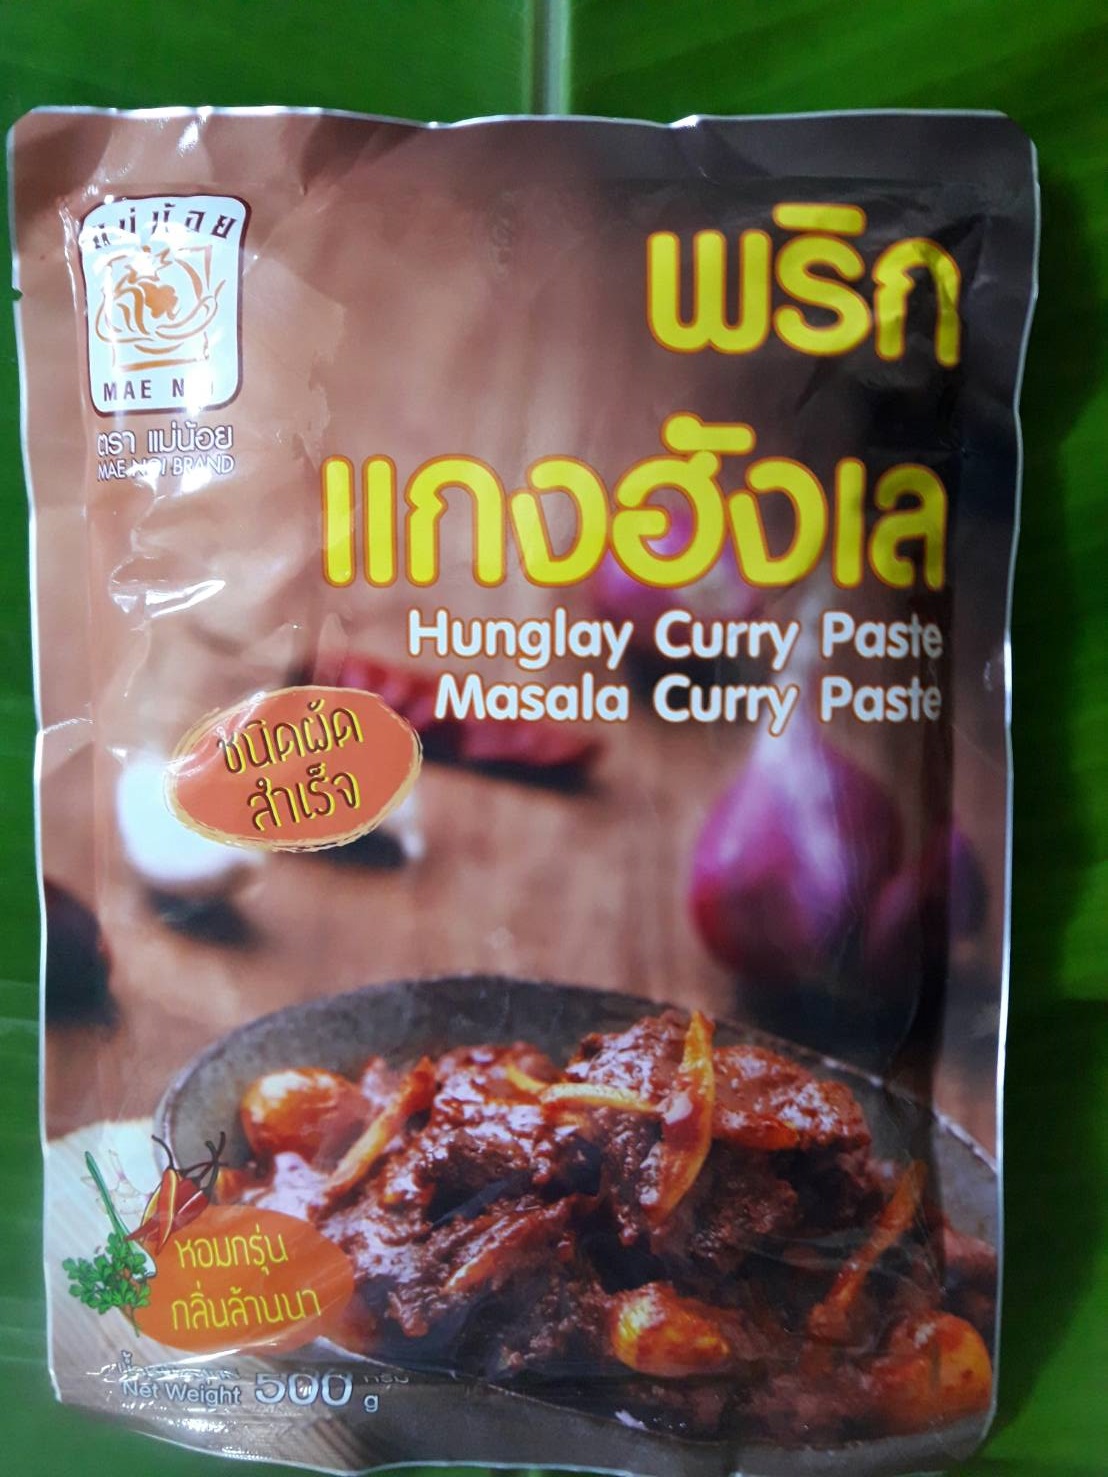 แม่น้อย
MAE NOI
ตรา แม่น้อย
MAE NOI BRAND
พริก
แกงฮังเล
Hunglay Curry Paste
Masala Curry Paste
ชนิดผัด
สำเร็จ
หอมกรุ่น
กลิ่นล้านนา
Net Weight 500 g